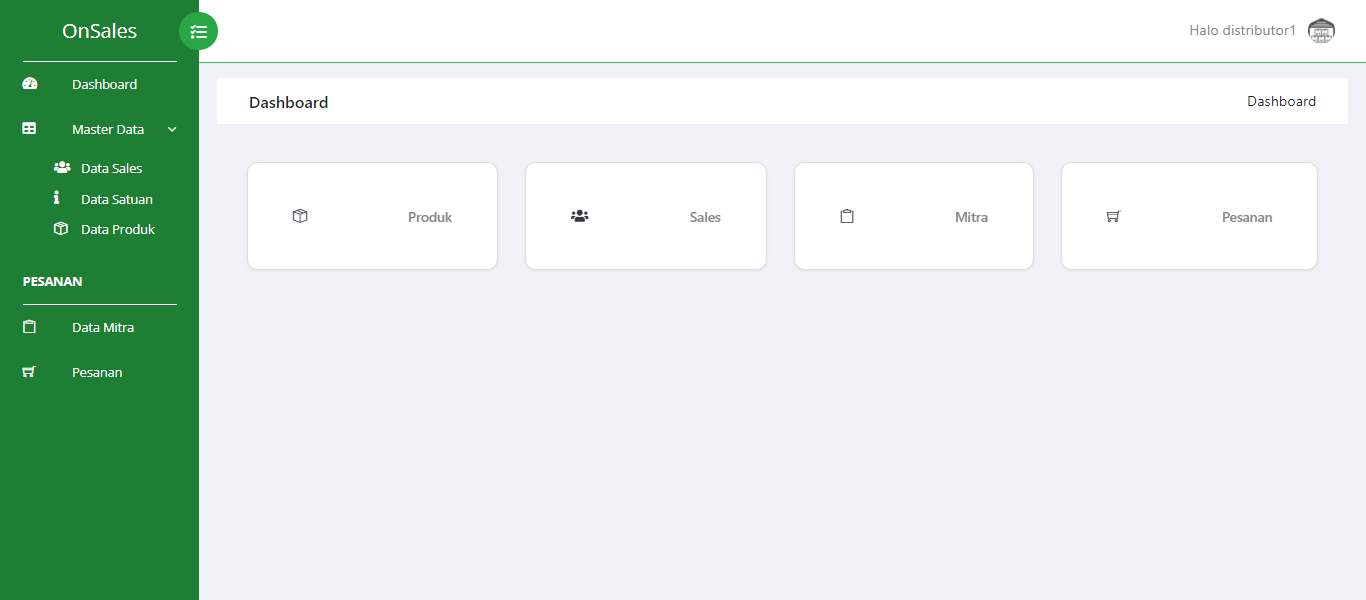 OnSales
Halo distributor1
Dashboard
Master Data
Data Sales
Data Satuan
Data Produk
PESANAN
Data Mitra
Pesanan
Dashboard
Dashboard
Produk
Sales
Mitra
Pesanan